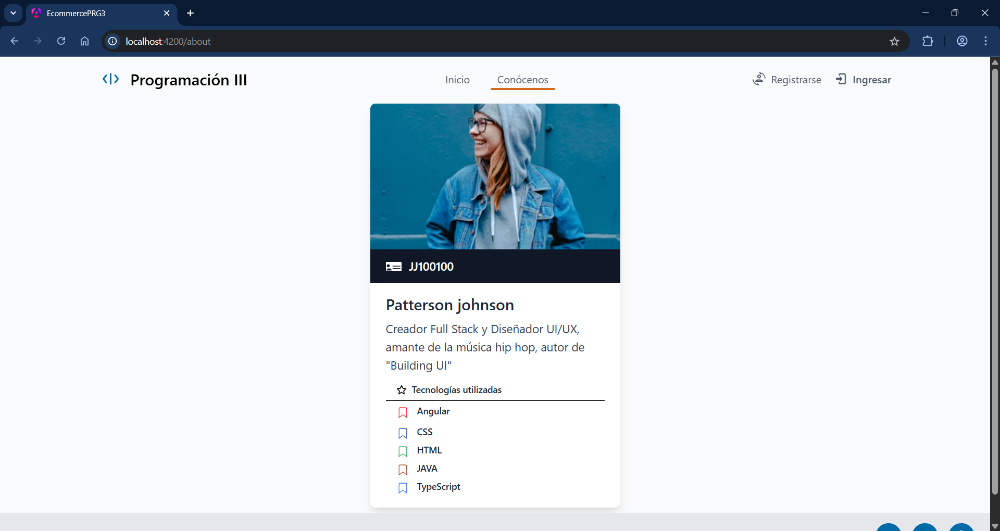 EcommercePRG3
localhost:4200/about
Programación III
Inicio
Conócenos
Registrarse
Ingresar
JJ100100
Patterson johnson
Creador Full Stack y Diseñador UI/UX,
amante de la música hip hop, autor de
"Building UI"
Tecnologías utilizadas
Angular
CSS
HTML
JAVA
TypeScript